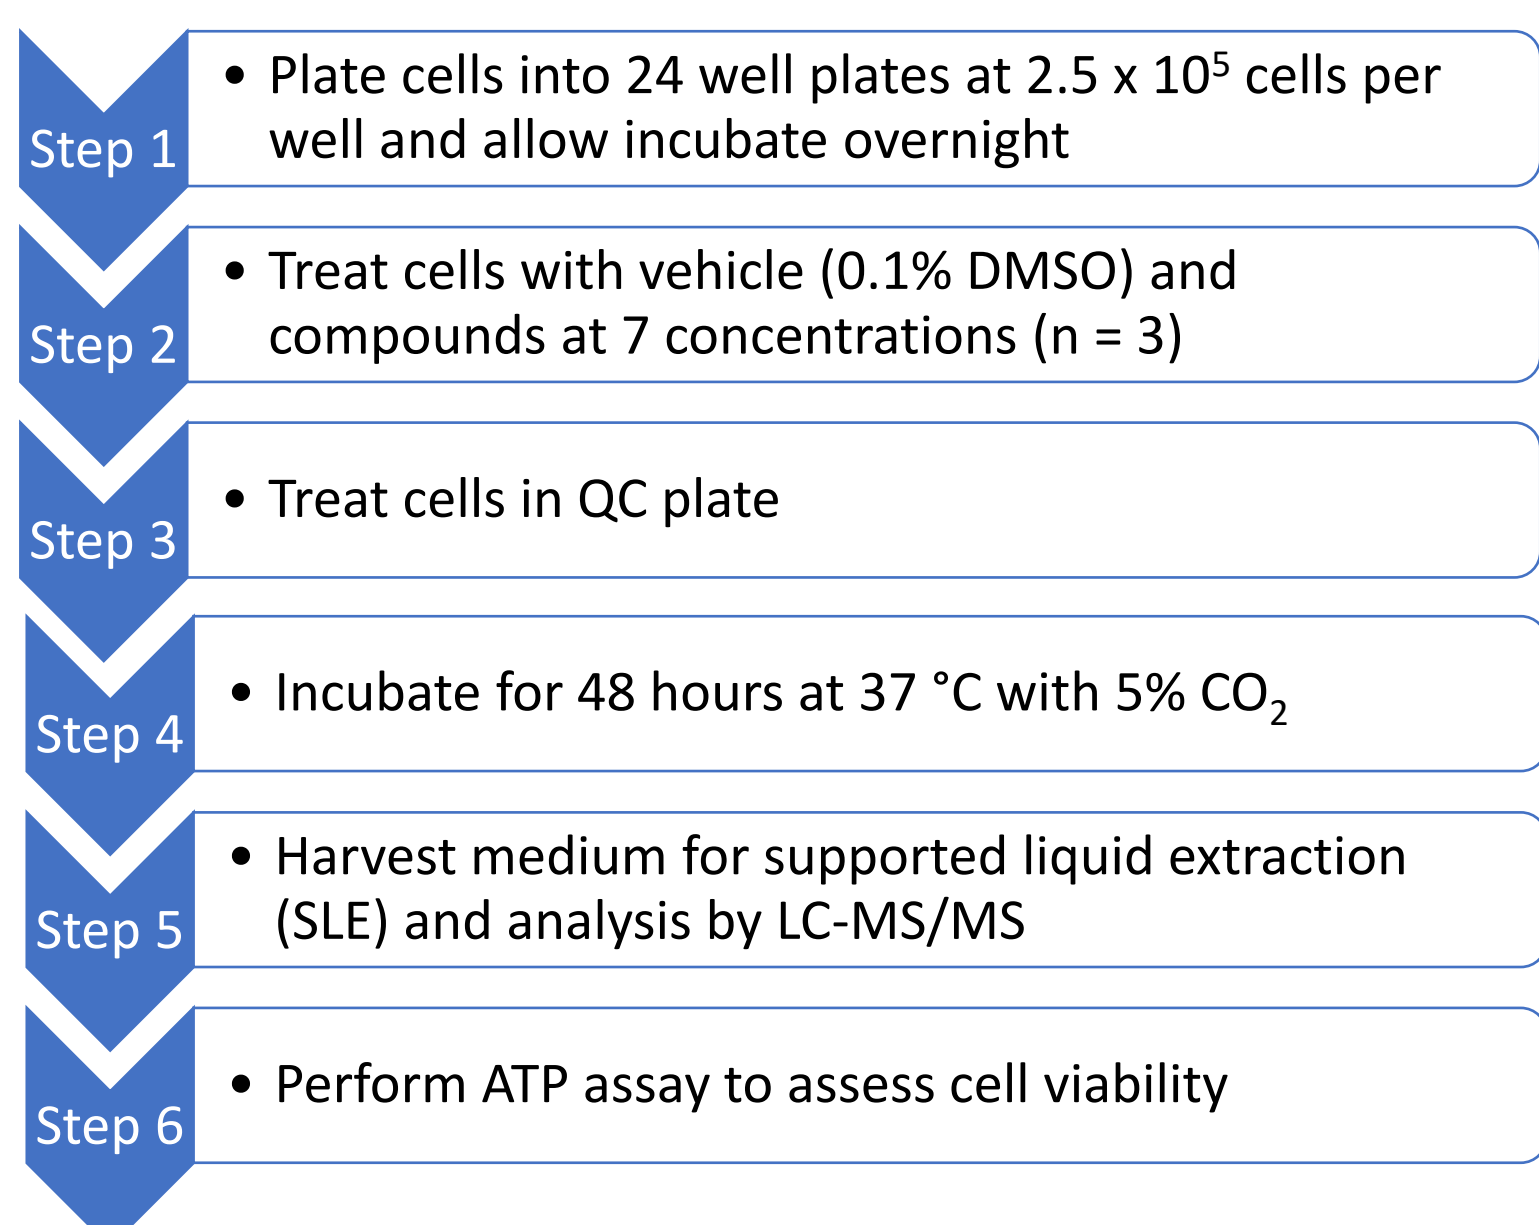 Step 1
• Plate cells into 24 well plates at 2.5 x 10⁵ cells per
well and allow incubate overnight
Step 2
• Treat cells with vehicle (0.1% DMSO) and
compounds at 7 concentrations (n = 3)
Step 3
• Treat cells in QC plate
Step 4
• Incubate for 48 hours at 37 °C with 5% CO₂
Step 5
• Harvest medium for supported liquid extraction
(SLE) and analysis by LC-MS/MS
Step 6
• Perform ATP assay to assess cell viability